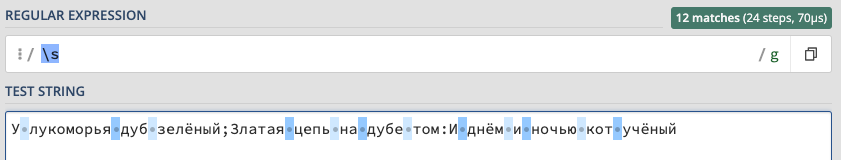 REGULAR EXPRESSION
12 matches (24 steps, 70μs)
/ \s / g
TEST STRING
У лукоморья дуб зелёный;Златая цепь на дубе том:И днём и ночью кот учёный